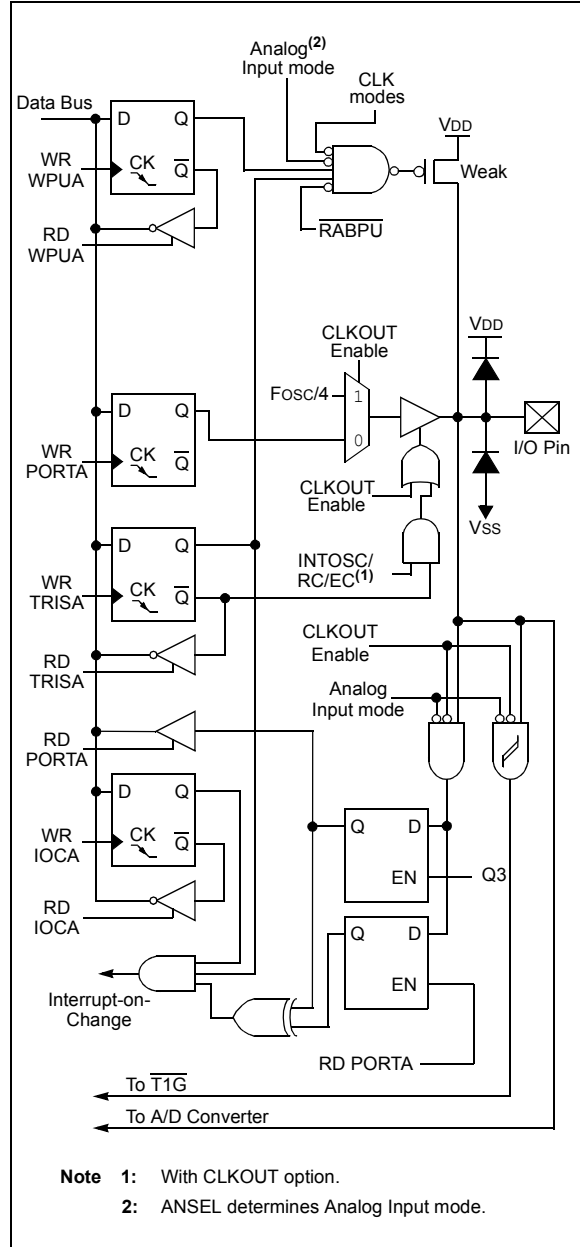 Analog(2)
Input mode
CLK
modes
Data Bus
VDD
D Q
WR
WPUA
CK
Q
Weak
RD
WPUA
RABPU
CLKOUT
Enable
VDD
FOSC/4
1
0
D Q
WR
PORTA
CK
Q
I/O Pin
CLKOUT
Enable
VSS
D Q
INTOSC/
RC/EC(1)
WR
TRISA
CK
Q
CLKOUT
Enable
RD
TRISA
Analog
Input mode
RD
PORTA
D Q
WR
IOCA
CK
Q
Q D
EN
Q3
RD
IOCA
Q D
EN
Interrupt-on-
Change
RD PORTA
To T1G
To A/D Converter
Note 1: With CLKOUT option.
2: ANSEL determines Analog Input mode.